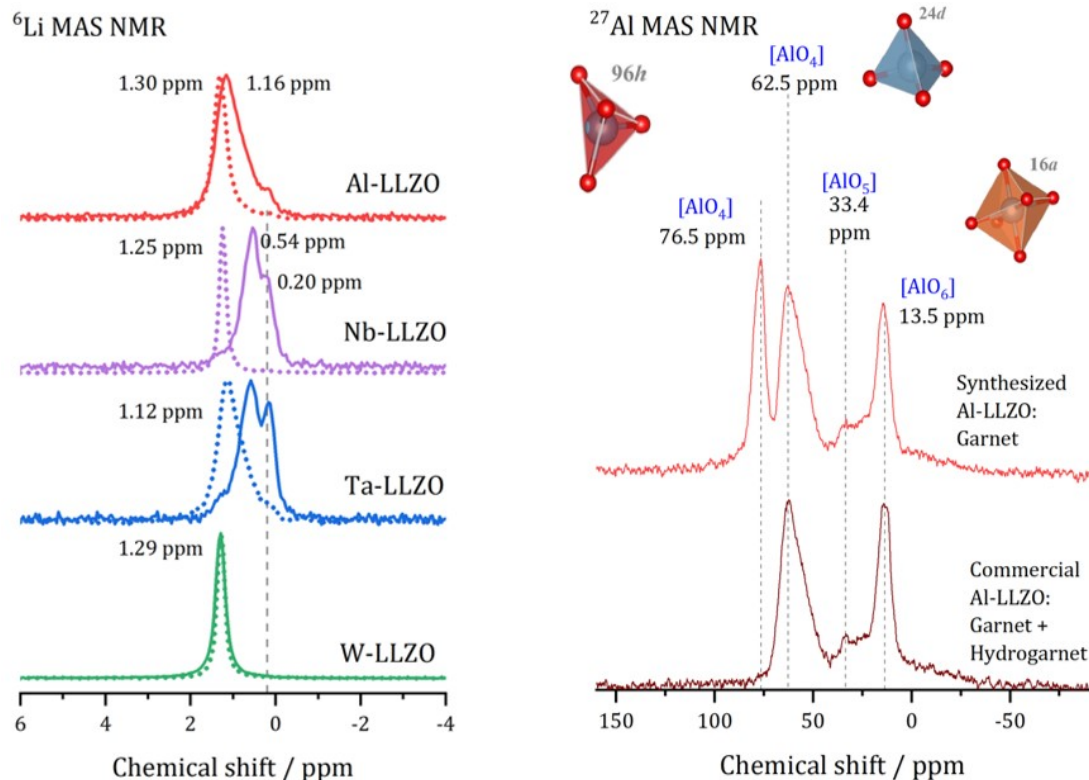 ⁶Li MAS NMR
1.30 ppm
1.16 ppm
Al-LLZO
1.25 ppm
0.54 ppm
0.20 ppm
Nb-LLZO
1.12 ppm
Ta-LLZO
1.29 ppm
W-LLZO
6 4 2 0 -2 -4
Chemical shift / ppm
²⁷Al MAS NMR
24d
[AlO₄]
62.5 ppm
96h
16a
[AlO₅]
33.4
ppm
[AlO₄]
76.5 ppm
[AlO₆]
13.5 ppm
Synthesized
Al-LLZO:
Garnet
Commercial
Al-LLZO:
Garnet +
Hydrogarnet
150 100 50 0 -50
Chemical shift / ppm